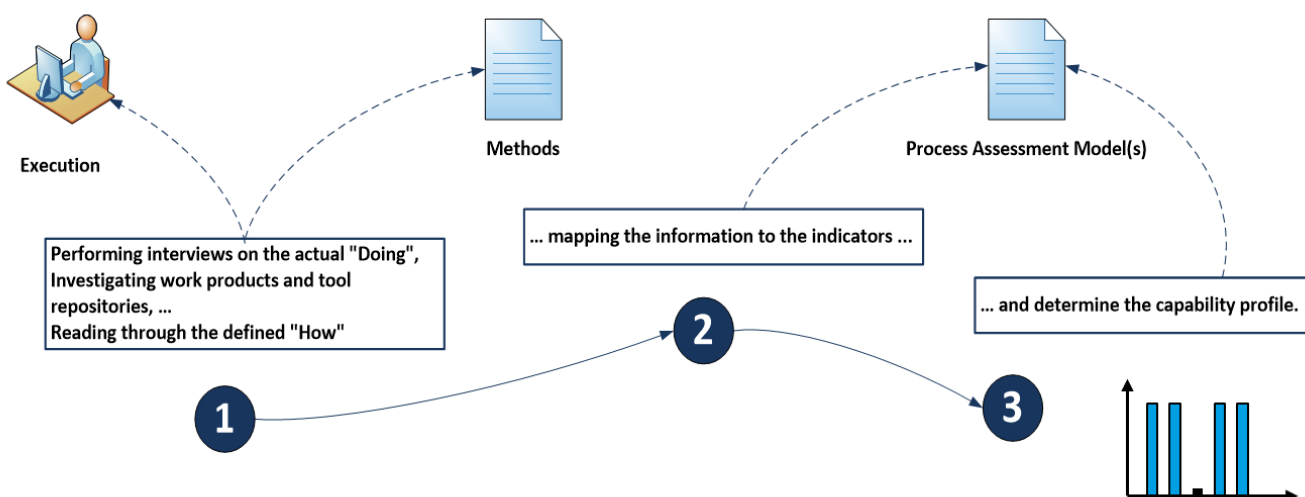 Execution
Methods
Process Assessment Model(s)
Performing interviews on the actual "Doing",
Investigating work products and tool
repositories, …
Reading through the defined "How"
… mapping the information to the indicators …
… and determine the capability profile.
1
2
3